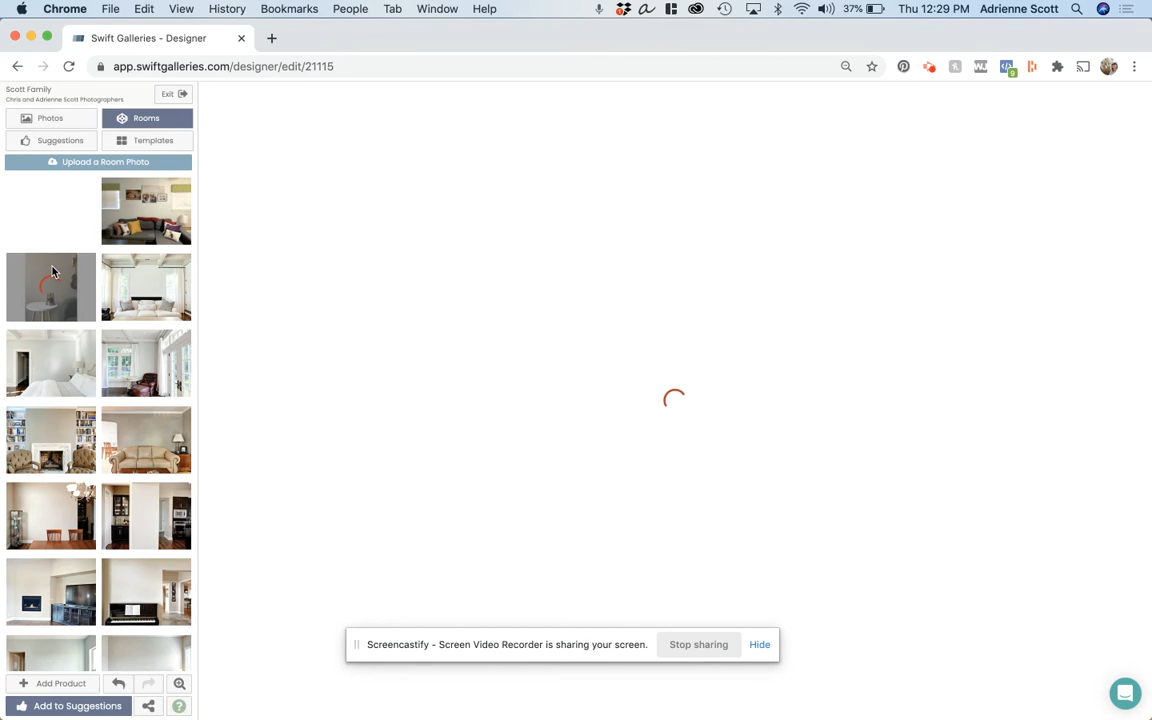 Chrome File Edit View History Bookmarks People Tab Window Help 37% Thu 12:29 PM Adrienne Scott
Swift Galleries - Designer
app.swiftgalleries.com/designer/edit/21115
9
Scott Family
Chris and Adrienne Scott Photographers
Exit
Photos Rooms
Suggestions Templates
Upload a Room Photo
Screencastify - Screen Video Recorder is sharing your screen. Stop sharing Hide
Add Product
Add to Suggestions